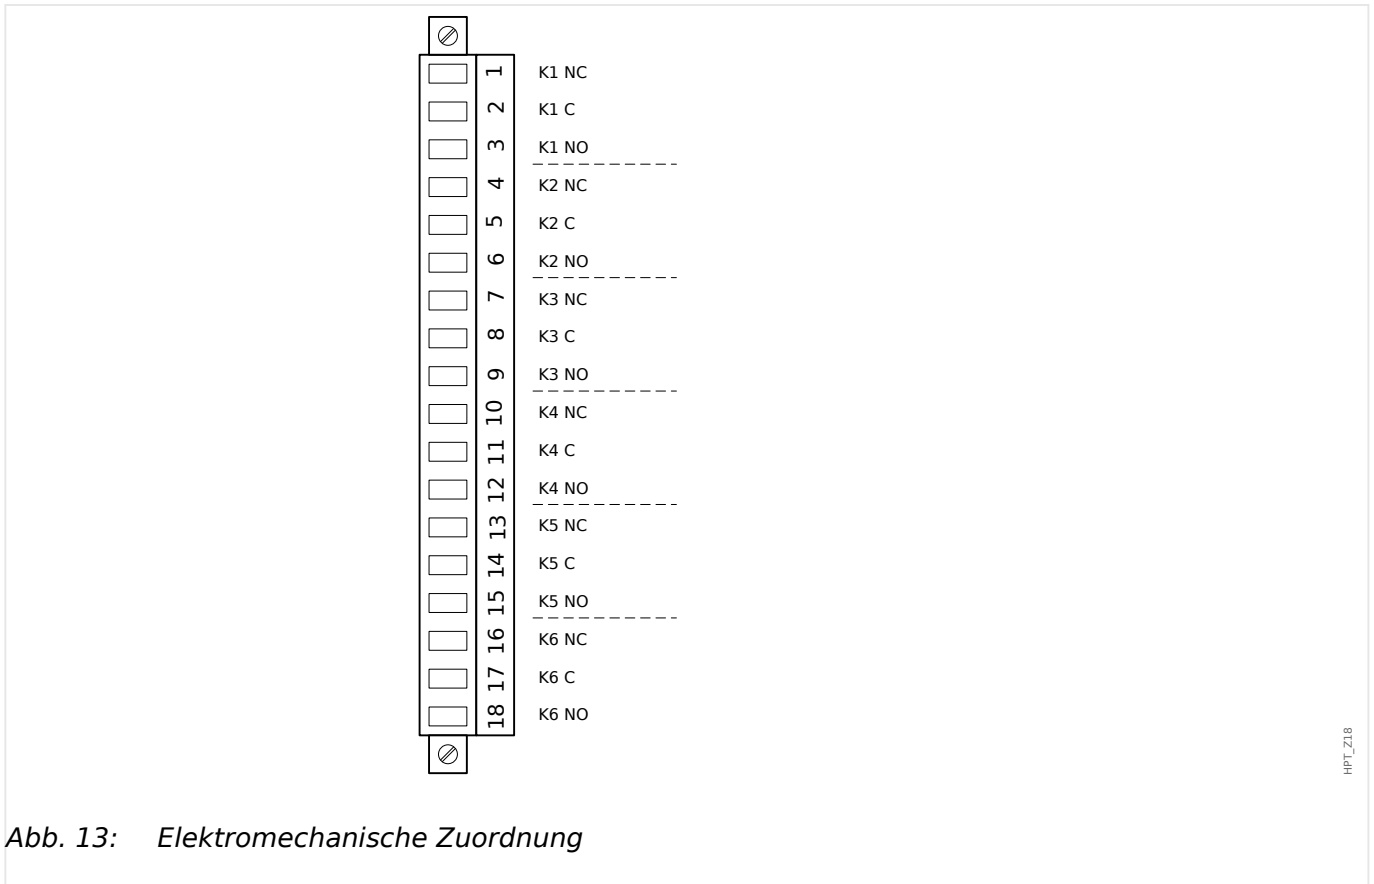 1 K1 NC
2 K1 C
3 K1 NO
4 K2 NC
5 K2 C
6 K2 NO
7 K3 NC
8 K3 C
9 K3 NO
10 K4 NC
11 K4 C
12 K4 NO
13 K5 NC
14 K5 C
15 K5 NO
16 K6 NC
17 K6 C
18 K6 NO
HPT_Z18
Abb. 13: Elektromechanische Zuordnung